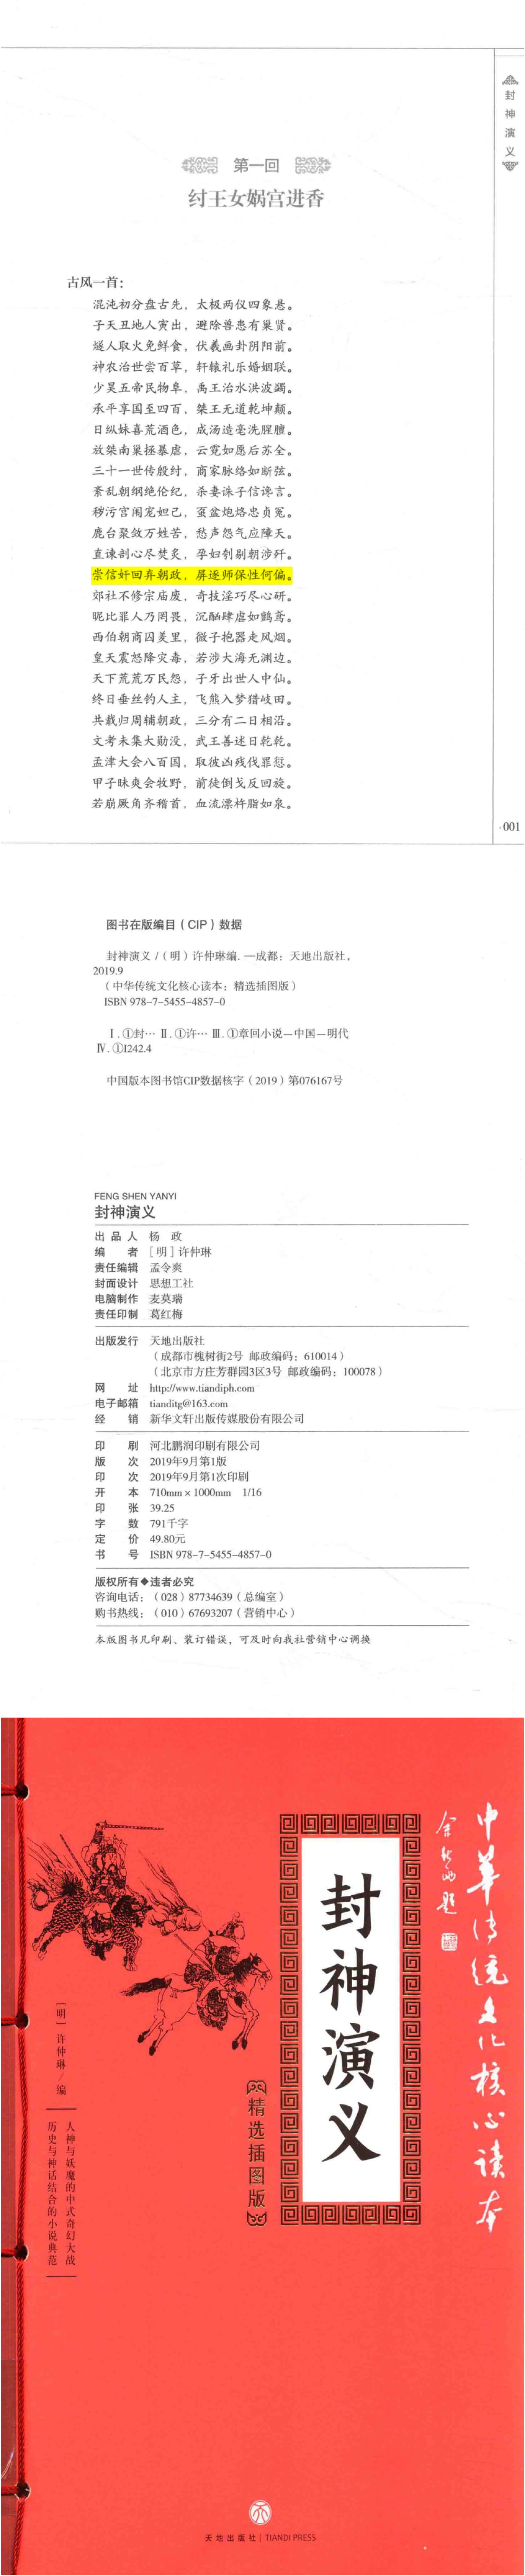 封神演义
第一回
纣王女娲宫进香
古风一首：
混沌初分盘古先，太极两仪四象悬。
子天丑地人寅出，避除兽患有巢贤。
燧人取火免鲜食，伏羲画卦阴阳前。
神农治世尝百草，轩辕礼乐婚姻联。
少昊五帝民物阜，禹王治水洪波蠲。
承平享国至四百，桀王无道乾坤颠。
日纵妹喜荒酒色，成汤造亳洗腥膻。
放桀南巢拯暴虐，云霓如愿后苏全。
三十一世传殷纣，商家脉络如断弦。
紊乱朝纲绝伦纪，杀妻诛子信谗言。
秽污宫闱宠妲己，虿盆炮烙忠贞冤。
鹿台聚敛万姓苦，愁声怨气应障天。
直谏剖心尽焚炙，孕妇刳剔朝涉歼。
崇信奸回弃朝政，屏逐师保性何偏。
郊社不修宗庙废，奇技淫巧尽心研。
昵比罪人乃罔畏，沉酗肆虐如鹯鸢。
西伯朝商囚羑里，微子抱器走风烟。
皇天震怒降灾毒，若涉大海无渊边。
天下荒荒万民怨，子牙出世人中仙。
终日垂丝钓人主，飞熊入梦猎岐田。
共载归周辅朝政，三分有二日相沿。
文考未集大勋没，武王善述日乾乾。
孟津大会八百国，取彼凶残伐罪愆。
甲子昧爽会牧野，前徒倒戈反回旋。
若崩厥角齐稽首，血流漂杵脂如泉。
·001
图书在版编目（CIP）数据
封神演义 /（明）许仲琳编. —成都：天地出版社，
2019.9
（中华传统文化核心读本：精选插图版）
ISBN 978-7-5455-4857-0
Ⅰ. ①封… Ⅱ. ①许… Ⅲ. ①章回小说—中国—明代
Ⅳ. ①I242.4
中国版本图书馆CIP数据核字（2019）第076167号
FENG SHEN YANYI
封神演义
出品人 杨 政
编 者 ［明］许仲琳
责任编辑 孟令爽
封面设计 思想工社
电脑制作 麦莫瑞
责任印制 葛红梅
出版发行 天地出版社
（成都市槐树街2号 邮政编码：610014）
（北京市方庄芳群园3区3号 邮政编码：100078）
网 址 http://www.tiandiph.com
电子邮箱 tianditg@163.com
经 销 新华文轩出版传媒股份有限公司
印 刷 河北鹏润印刷有限公司
版 次 2019年9月第1版
印 次 2019年9月第1次印刷
开 本 710mm×1000mm 1/16
印 张 39.25
字 数 791千字
定 价 49.80元
书 号 ISBN 978-7-5455-4857-0
版权所有◆违者必究
咨询电话：（028）87734639（总编室）
购书热线：（010）67693207（营销中心）
本版图书凡印刷、装订错误，可及时向我社营销中心调换
中华传统文化核心读本
余秋雨题
封神演义
精选插图版
［明］许仲琳/编
人神与妖魔的中式奇幻大战
历史与神话结合的小说典范
天地出版社 | TIANDI PRESS